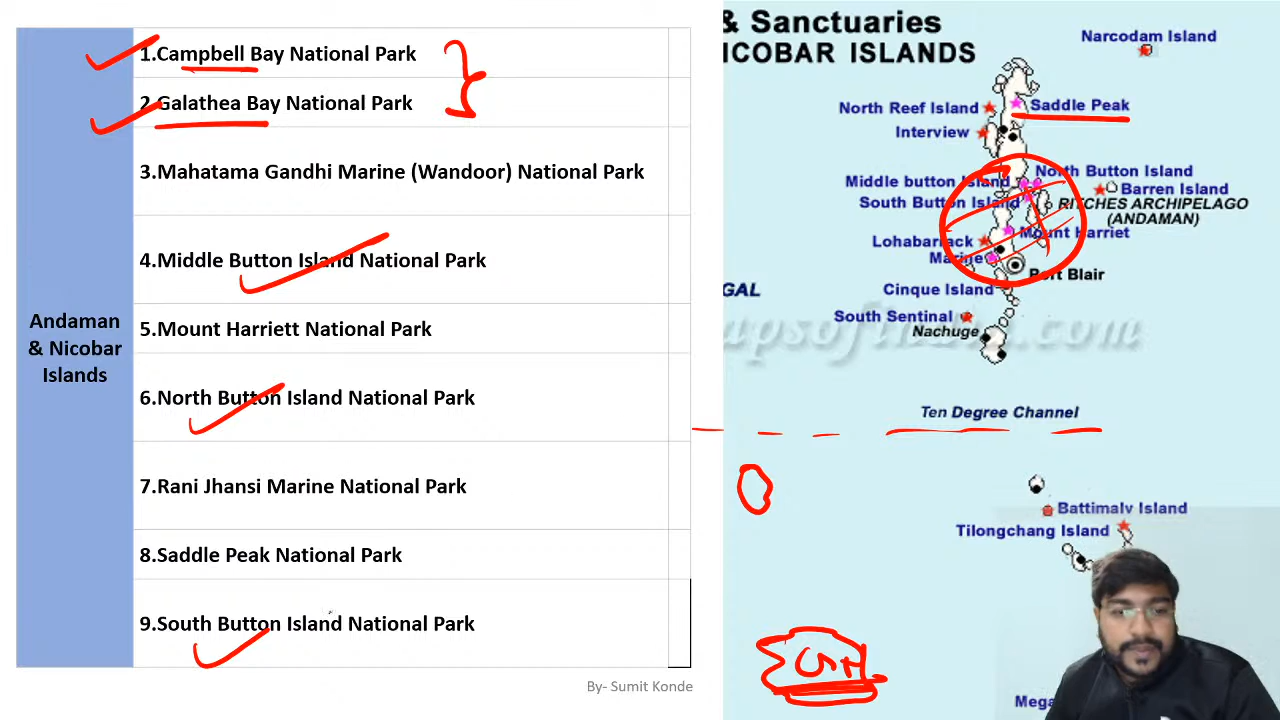 1.Campbell Bay National Park
2.Galathea Bay National Park
3.Mahatama Gandhi Marine (Wandoor) National Park
4.Middle Button Island National Park
Andaman
& Nicobar
Islands
5.Mount Harriett National Park
6.North Button Island National Park
7.Rani Jhansi Marine National Park
8.Saddle Peak National Park
9.South Button Island National Park
By- Sumit Konde
& Sanctuaries
NICOBAR ISLANDS
Narcodam Island
North Reef Island
Saddle Peak
Interview
North Button Island
Middle button Island
Barren Island
South Button Island
RITCHES ARCHIPELAGO
(ANDAMAN)
Mount Harriet
Lohabarrack
Marine
Port Blair
GAL
Cinque Island
South Sentinal
Nachuge
apsofindia.com
Ten Degree Channel
Battimalv Island
Tilongchang Island
Mega